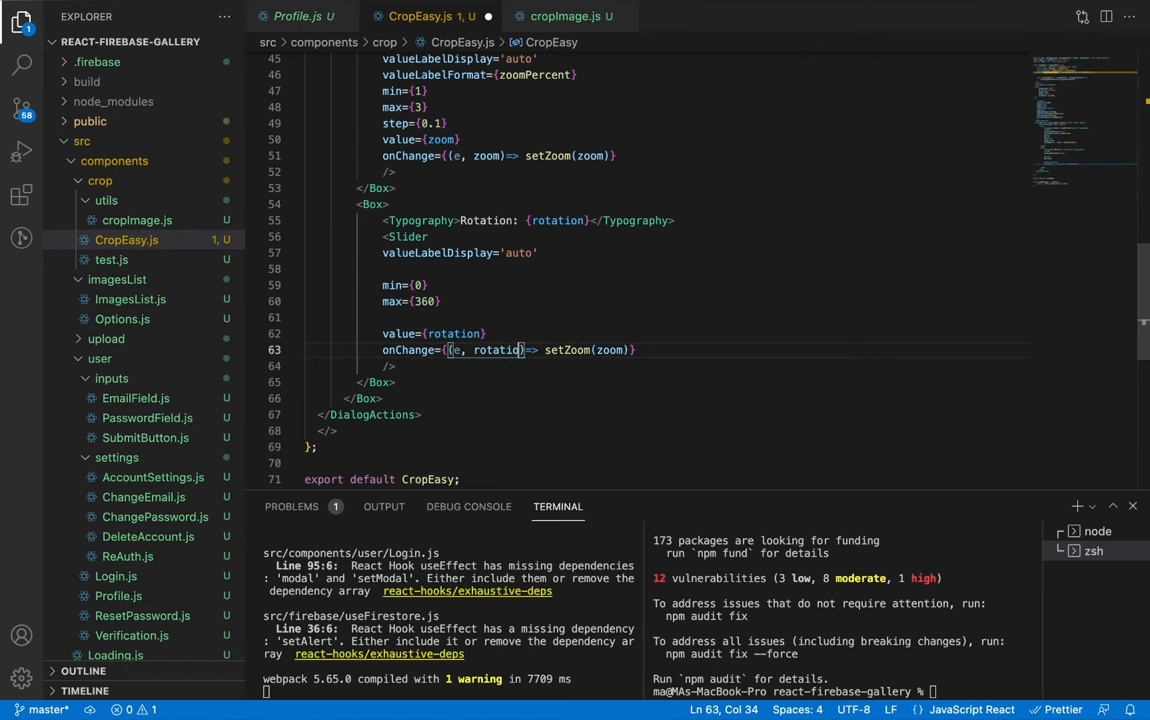 EXPLORER ...
Profile.js U
CropEasy.js 1, U
cropImage.js U
src > components > crop > CropEasy.js > CropEasy
REACT-FIREBASE-GALLERY
.firebase
build
node_modules
public
src
components
crop
utils
cropImage.js U
CropEasy.js 1, U
test.js U
imagesList
ImagesList.js U
Options.js U
upload
user
inputs
EmailField.js U
PasswordField.js U
SubmitButton.js U
settings
AccountSettings.js U
ChangeEmail.js U
ChangePassword.js U
DeleteAccount.js U
ReAuth.js U
Login.js U
Profile.js U
ResetPassword.js U
Verification.js U
Loading.js U
OUTLINE
TIMELINE
1
58
45 valueLabelDisplay='auto'
46 valueLabelFormat={zoomPercent}
47 min={1}
48 max={3}
49 step={0.1}
50 value={zoom}
51 onChange={(e, zoom)=> setZoom(zoom)}
52 />
53 </Box>
54 <Box>
55 <Typography>Rotation: {rotation}</Typography>
56 <Slider
57 valueLabelDisplay='auto'
58
59 min={0}
60 max={360}
61
62 value={rotation}
63 onChange={(e, rotatio)=> setZoom(zoom)}
64 />
65 </Box>
66 </Box>
67 </DialogActions>
68 </>
69 };
70
71 export default CropEasy;
PROBLEMS 1 OUTPUT DEBUG CONSOLE TERMINAL
src/components/user/Login.js
Line 95:6: React Hook useEffect has missing dependencies
: 'modal' and 'setModal'. Either include them or remove the
dependency array react-hooks/exhaustive-deps
src/firebase/useFirestore.js
Line 36:6: React Hook useEffect has a missing dependency
: 'setAlert'. Either include it or remove the dependency ar
ray react-hooks/exhaustive-deps
webpack 5.65.0 compiled with 1 warning in 7709 ms
173 packages are looking for funding
run `npm fund` for details
12 vulnerabilities (3 low, 8 moderate, 1 high)
To address issues that do not require attention, run:
npm audit fix
To address all issues (including breaking changes), run:
npm audit fix --force
Run `npm audit` for details.
ma@MAs-MacBook-Pro react-firebase-gallery %
node
zsh
master* 0 1 Ln 63, Col 34 Spaces: 4 UTF-8 LF {} JavaScript React Prettier